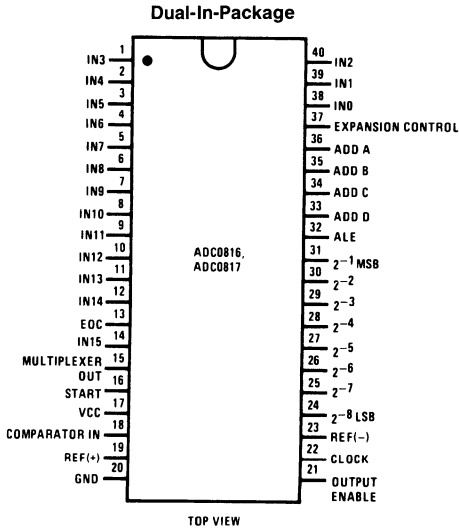 Dual-In-Package
1 40
IN3 IN2
2 39
IN4 IN1
3 38
IN5 IN0
4 37
IN6 EXPANSION CONTROL
5 36
IN7 ADD A
6 35
IN8 ADD B
7 34
IN9 ADD C
8 33
IN10 ADD D
9 32
IN11 ALE
10 31
IN12 ADC0816, 2⁻¹ MSB
11 ADC0817 30
IN13 2⁻²
12 29
IN14 2⁻³
13 28
EOC 2⁻⁴
14 27
IN15 2⁻⁵
MULTIPLEXER 15 26
OUT 2⁻⁶
16 25
START 2⁻⁷
17 24
VCC 2⁻⁸ LSB
18 23
COMPARATOR IN REF(−)
19 22
REF(+) CLOCK
20 21
GND OUTPUT
ENABLE
TOP VIEW